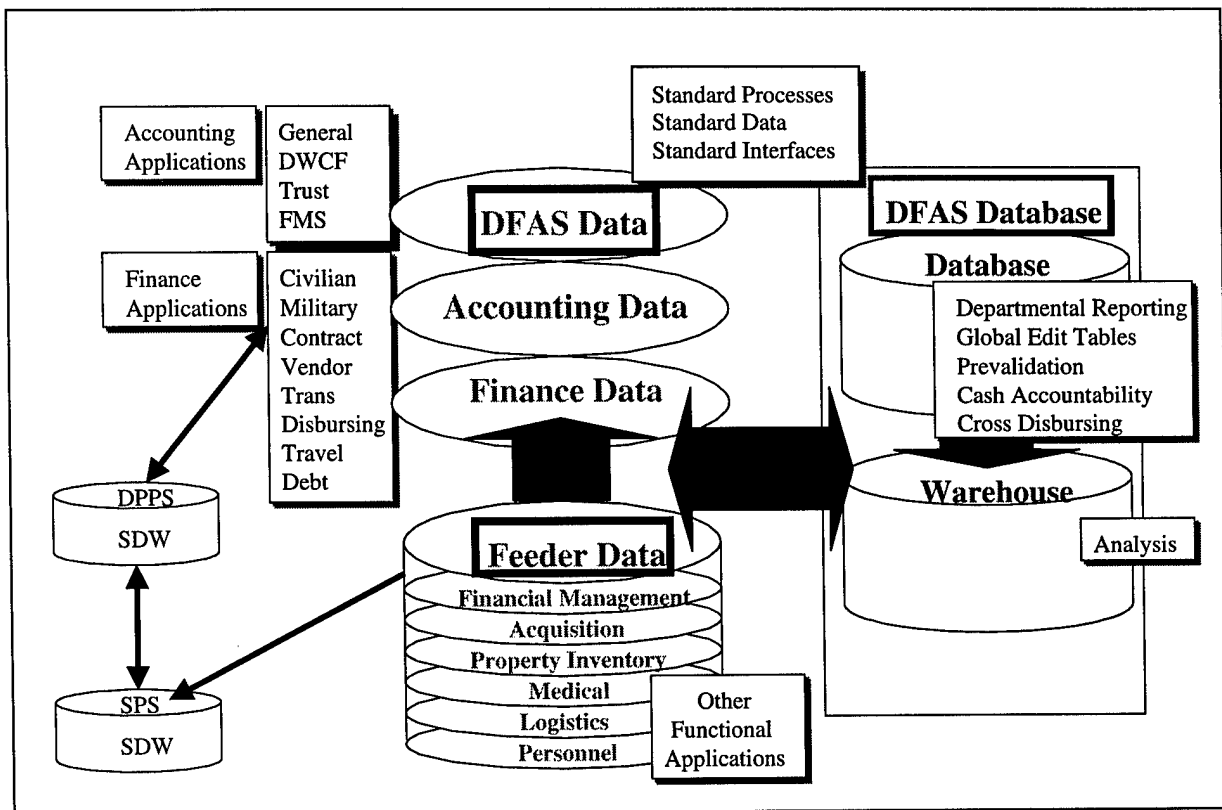 Accounting
Applications
General
DWCF
Trust
FMS
Standard Processes
Standard Data
Standard Interfaces
DFAS Data
Accounting Data
Finance Data
Finance
Applications
Civilian
Military
Contract
Vendor
Trans
Disbursing
Travel
Debt
DFAS Database
Database
Departmental Reporting
Global Edit Tables
Prevalidation
Cash Accountability
Cross Disbursing
Warehouse
Analysis
DPPS
SDW
SPS
SDW
Feeder Data
Financial Management
Acquisition
Property Inventory
Medical
Logistics
Personnel
Other
Functional
Applications